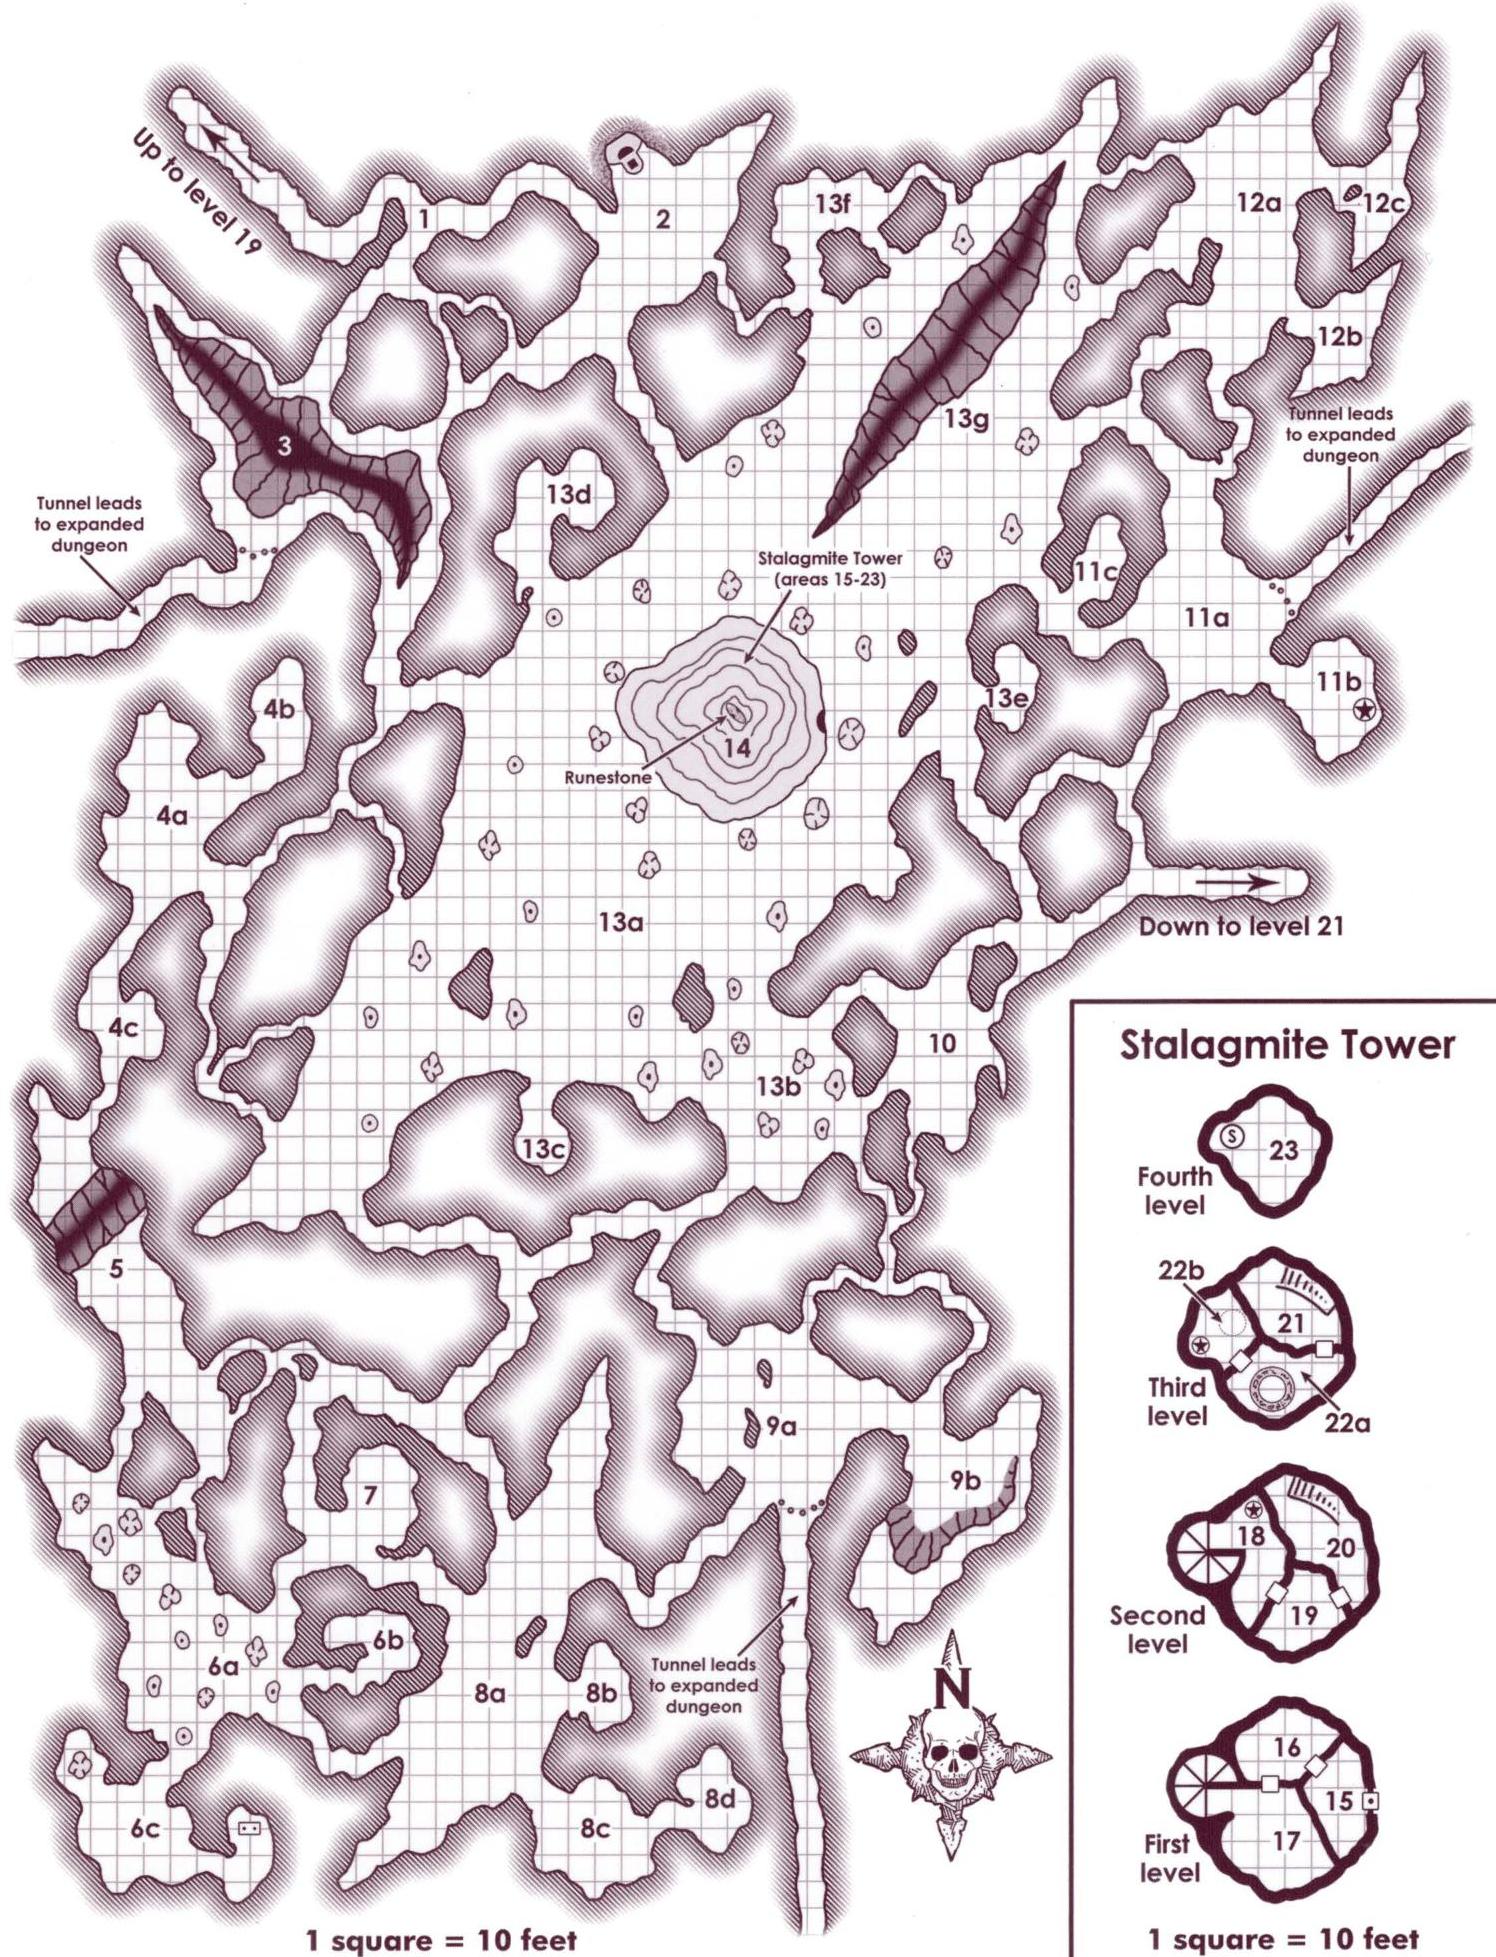 Up to level 19
1
2
13f
12a
12c
12b
3
13g
Tunnel leads
to expanded
dungeon
Tunnel leads
to expanded
dungeon
13d
Stalagmite Tower
(areas 15-23)
11c
11a
4b
13e
11b
14
Runestone
4a
13a
Down to level 21
4c
10
13b
13c
5
9a
9b
7
6b
6a
8a
8b
Tunnel leads
to expanded
dungeon
N
8d
6c
8c
1 square = 10 feet
Stalagmite Tower
S
23
Fourth
level
22b
21
Third
level
22a
18
20
Second
level
19
16
15
First
level
17
1 square = 10 feet